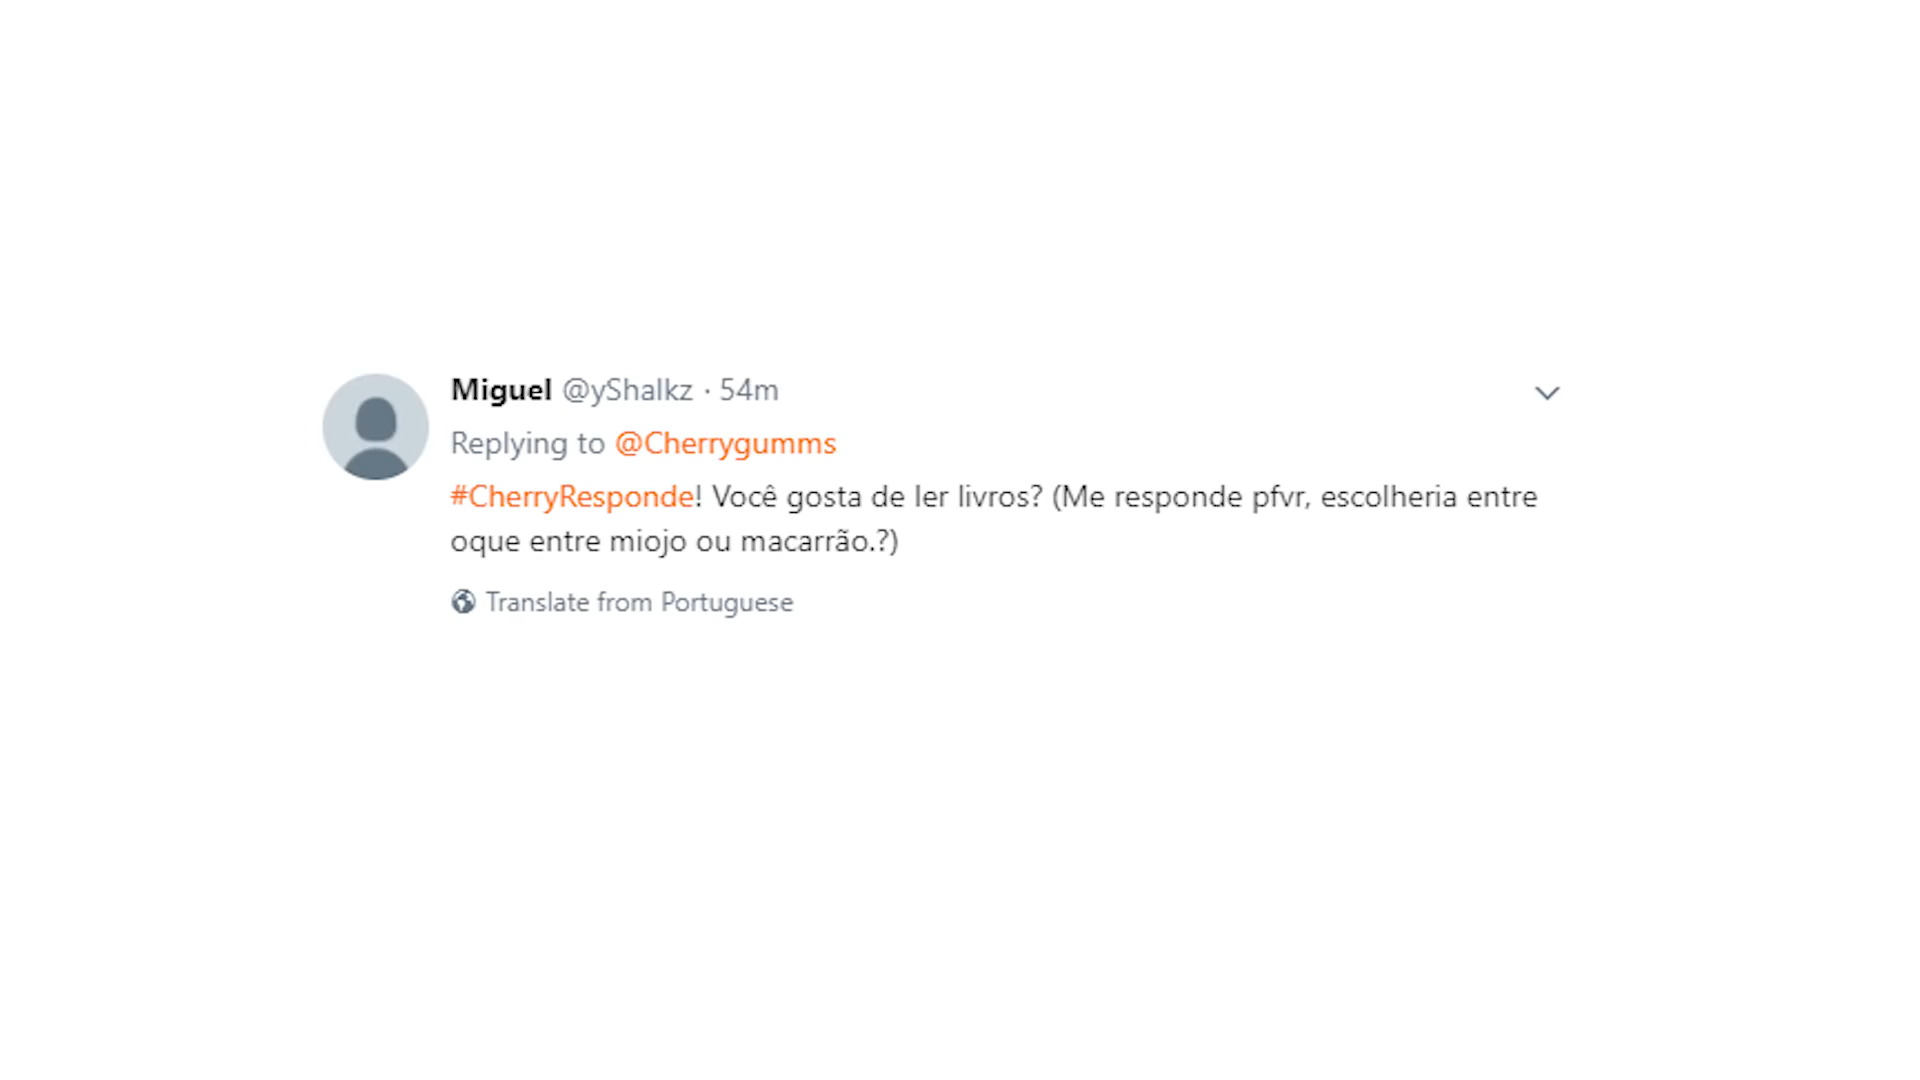 Miguel @yShalkz · 54m
Replying to @Cherrygumms
#CherryResponde! Você gosta de ler livros? (Me responde pfvr, escolheria entre
oque entre miojo ou macarrão.?)
Translate from Portuguese